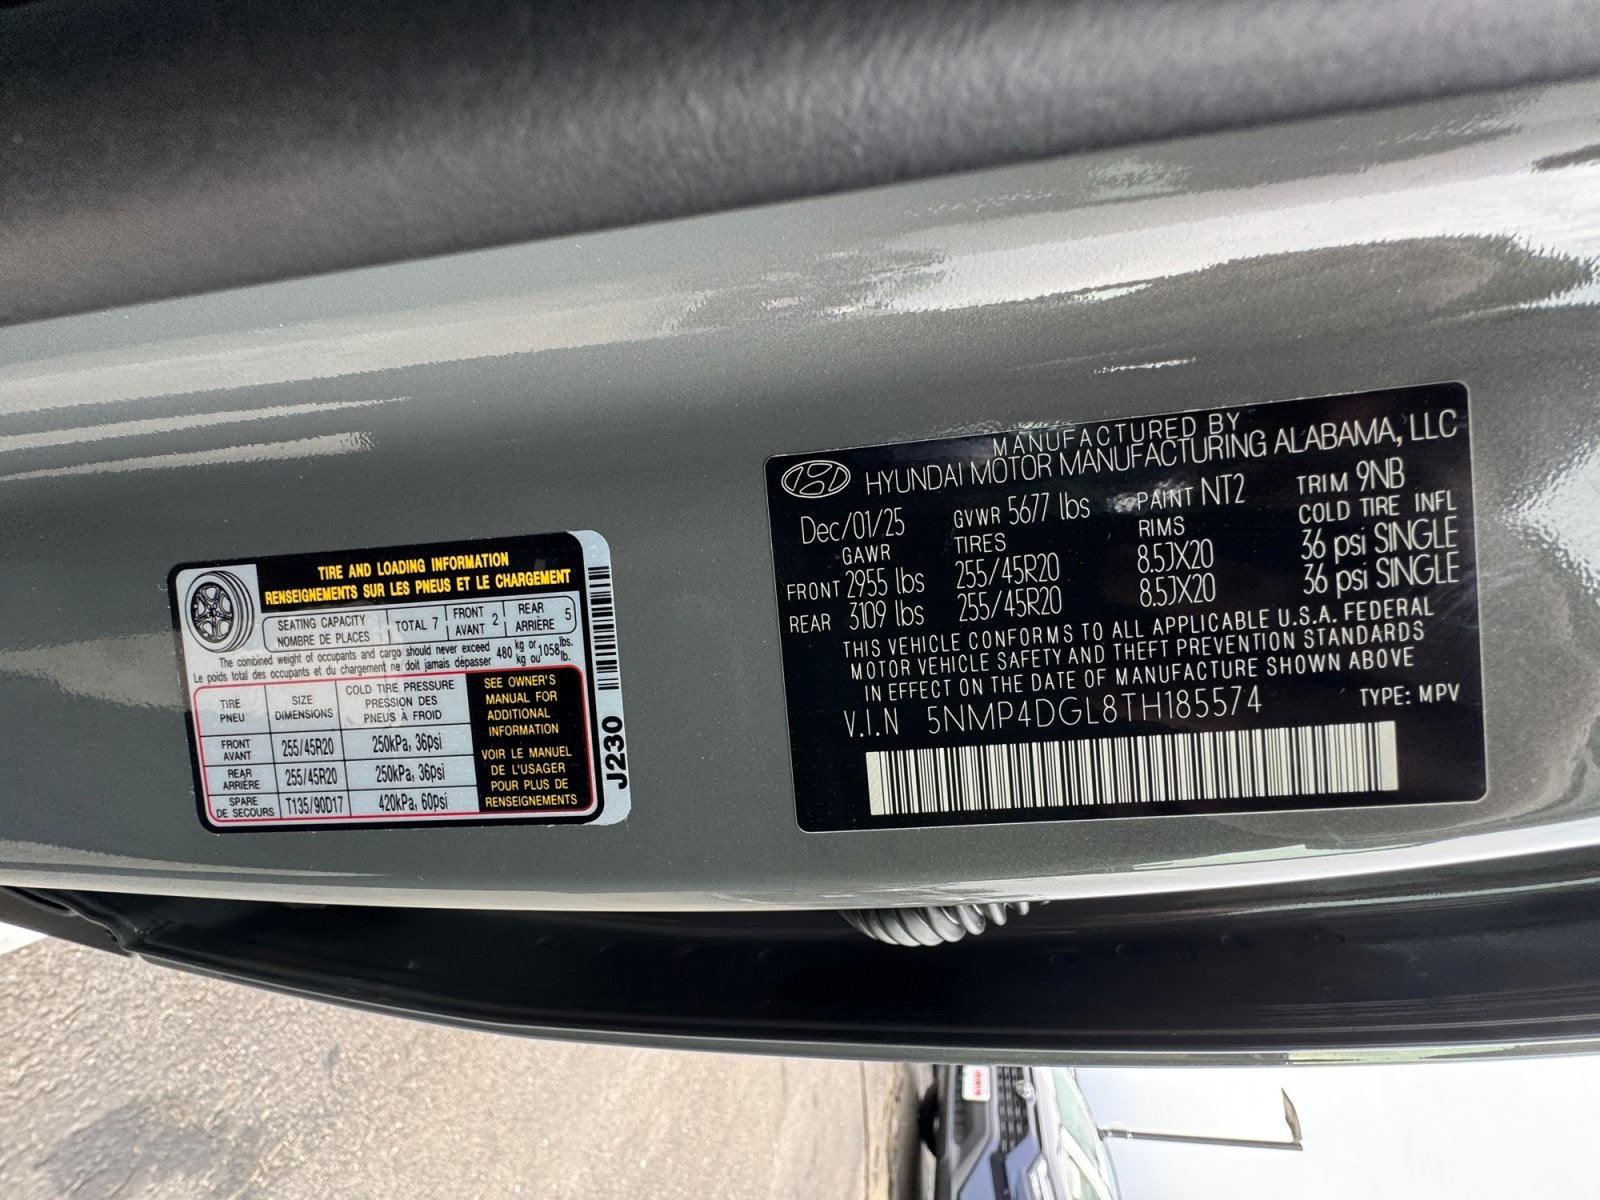 TIRE AND LOADING INFORMATION
RENSEIGNEMENTS SUR LES PNEUS ET LE CHARGEMENT
SEATING CAPACITY
NOMBRE DE PLACES
TOTAL 7
FRONT
AVANT 2
REAR
ARRIÈRE 5
The combined weight of occupants and cargo should never exceed 480 kg or 1058 lbs.
Le poids total des occupants et du chargement ne doit jamais dépasser kg ou lb.
TIRE
PNEU
SIZE
DIMENSIONS
COLD TIRE PRESSURE
PRESSION DES
PNEUS À FROID
FRONT
AVANT
255/45R20
250kPa, 36psi
REAR
ARRIÈRE
255/45R20
250kPa, 36psi
SPARE
DE SECOURS
T135/90D17
420kPa, 60psi
SEE OWNER'S
MANUAL FOR
ADDITIONAL
INFORMATION
VOIR LE MANUEL
DE L'USAGER
POUR PLUS DE
RENSEIGNEMENTS
J230
MANUFACTURED BY
HYUNDAI MOTOR MANUFACTURING ALABAMA, LLC
Dec/01/25 GVWR 5677 lbs PAINT NT2 TRIM 9NB
GAWR TIRES RIMS COLD TIRE INFL
FRONT 2955 lbs 255/45R20 8.5JX20 36 psi SINGLE
REAR 3109 lbs 255/45R20 8.5JX20 36 psi SINGLE
THIS VEHICLE CONFORMS TO ALL APPLICABLE U.S.A. FEDERAL
MOTOR VEHICLE SAFETY AND THEFT PREVENTION STANDARDS
IN EFFECT ON THE DATE OF MANUFACTURE SHOWN ABOVE
V.I.N 5NMP4DGL8TH185574 TYPE: MPV